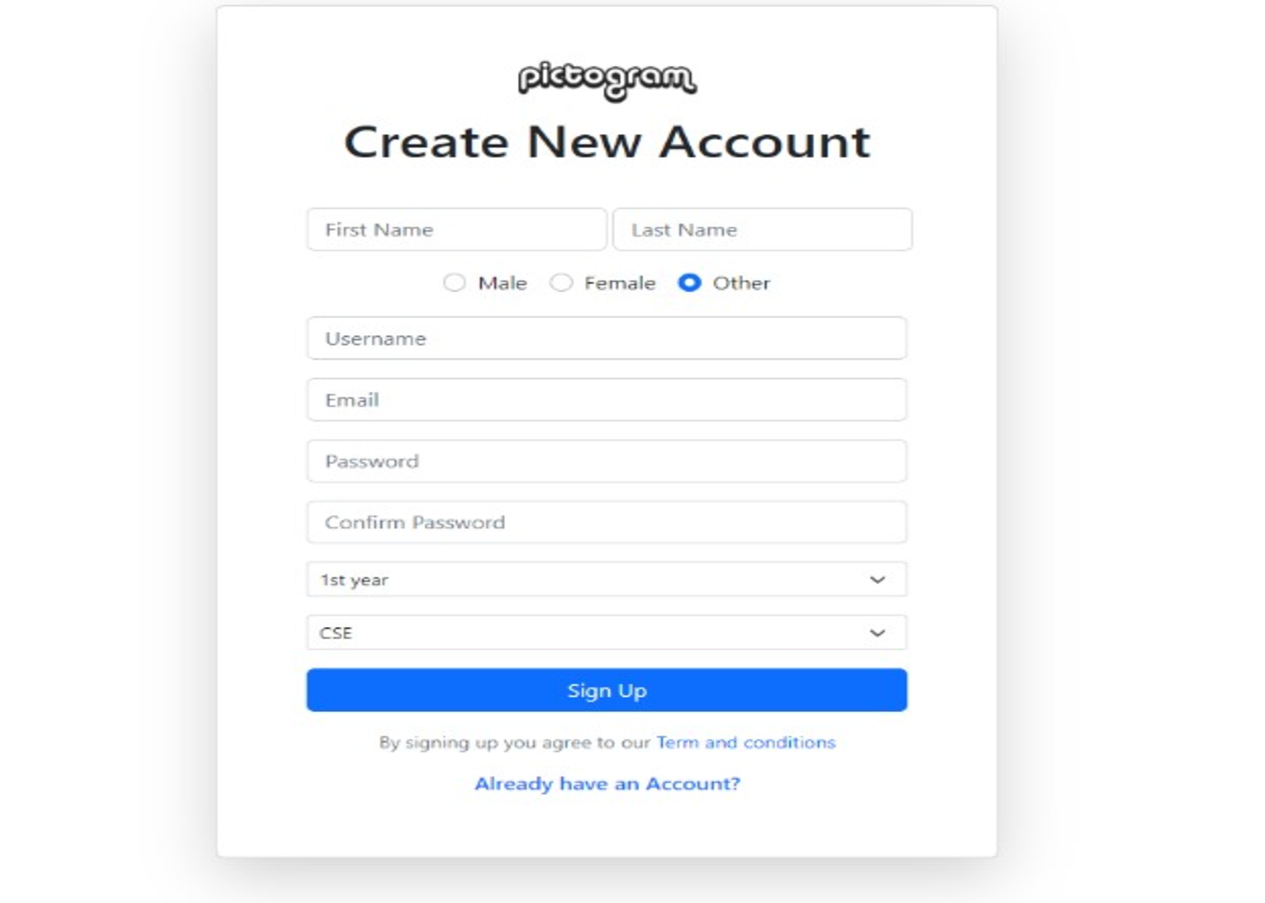 pictogram
Create New Account
First Name Last Name
Male Female Other
Username
Email
Password
Confirm Password
1st year
CSE
Sign Up
By signing up you agree to our Term and conditions
Already have an Account?